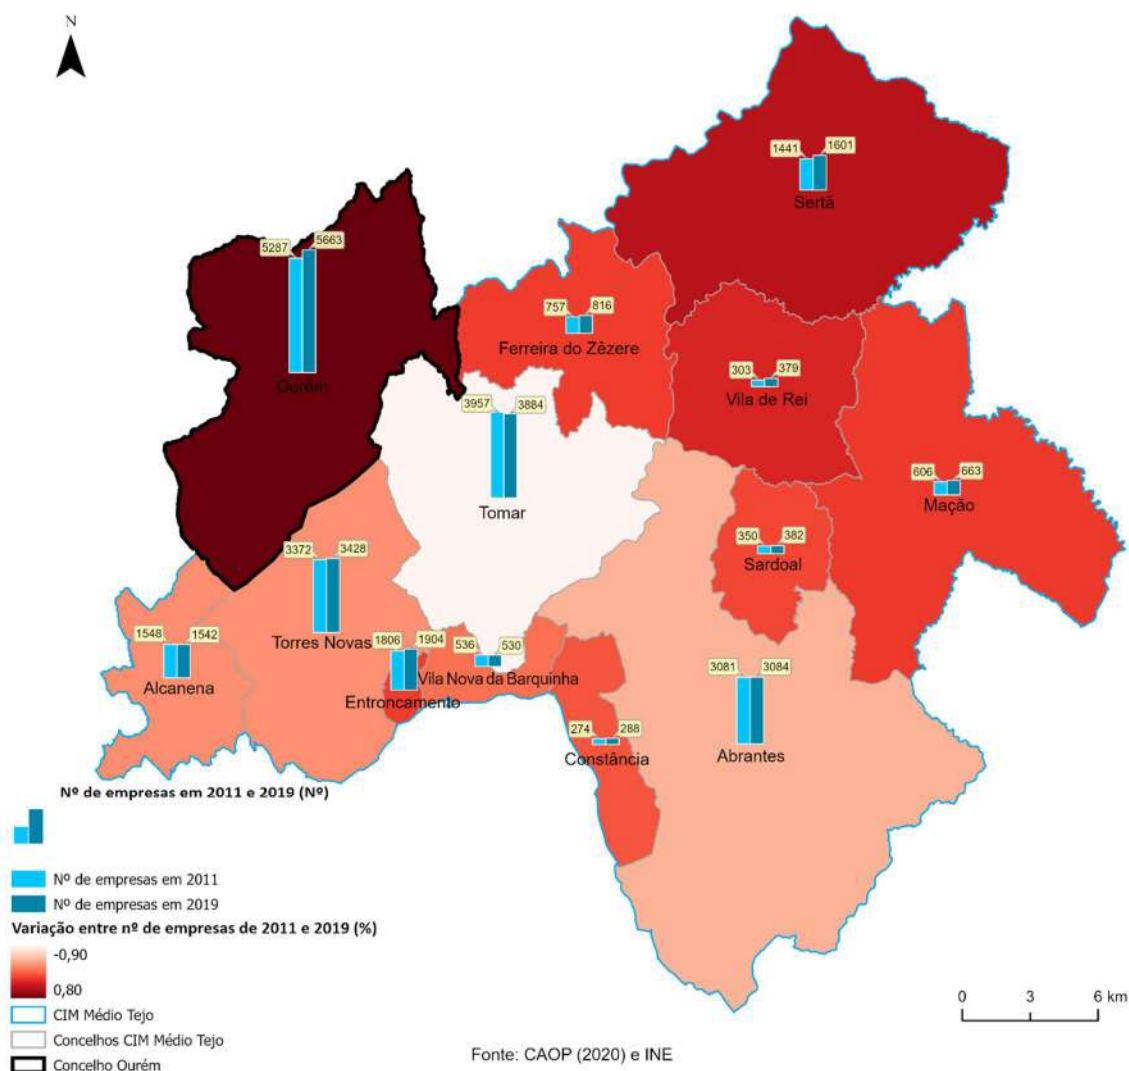 N
1441 1601
Sertã
5287 5663
Ourém
757 816
Ferreira do Zêzere
303 379
Vila de Rei
3957 3884
Tomar
606 663
Mação
350 382
Sardoal
3372 3428
Torres Novas
1548 1542
Alcanena
1806 1904
Entroncamento
536 530
Vila Nova da Barquinha
3081 3084
Abrantes
274 288
Constância
Nº de empresas em 2011 e 2019 (Nº)
Nº de empresas em 2011
Nº de empresas em 2019
Variação entre nº de empresas de 2011 e 2019 (%)
-0,90
0,80
CIM Médio Tejo
Concelhos CIM Médio Tejo
Concelho Ourém
0 3 6 km
Fonte: CAOP (2020) e INE